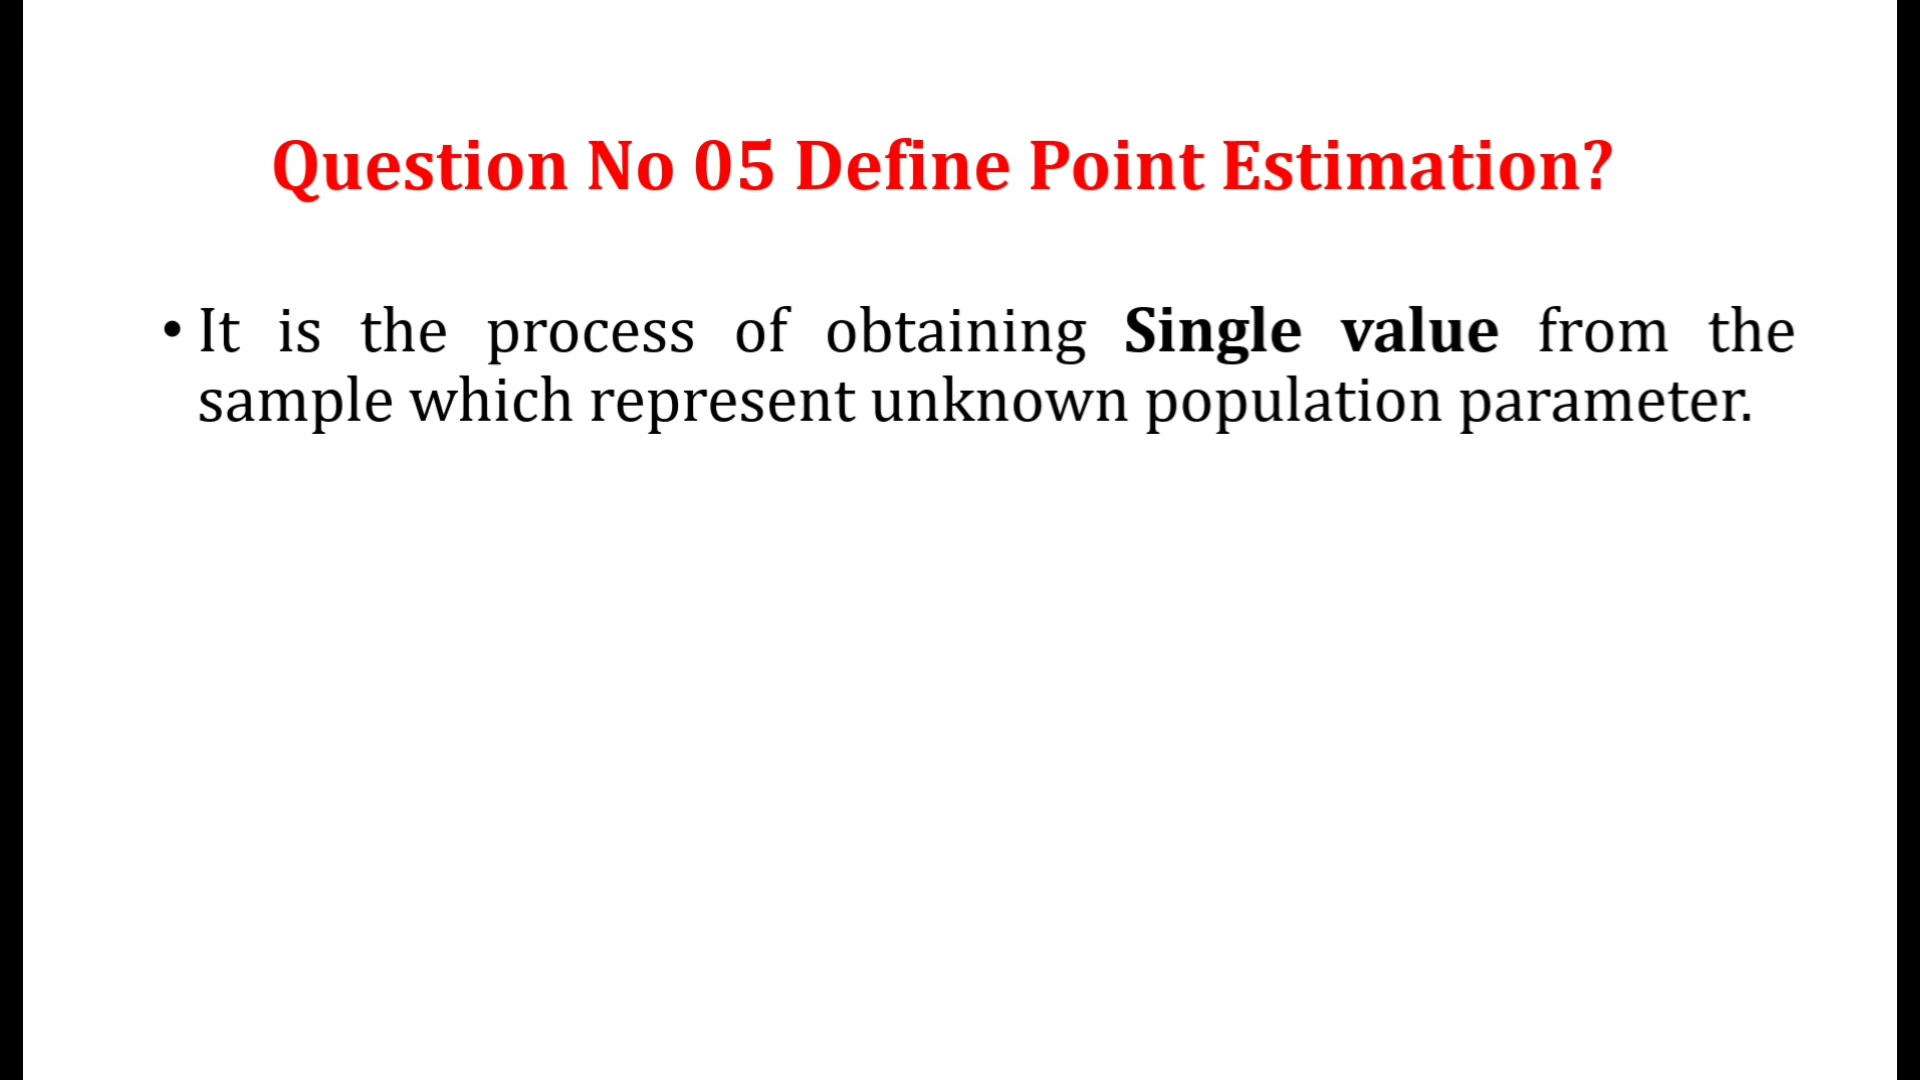 Question No 05 Define Point Estimation?
• It is the process of obtaining Single value from the
sample which represent unknown population parameter.